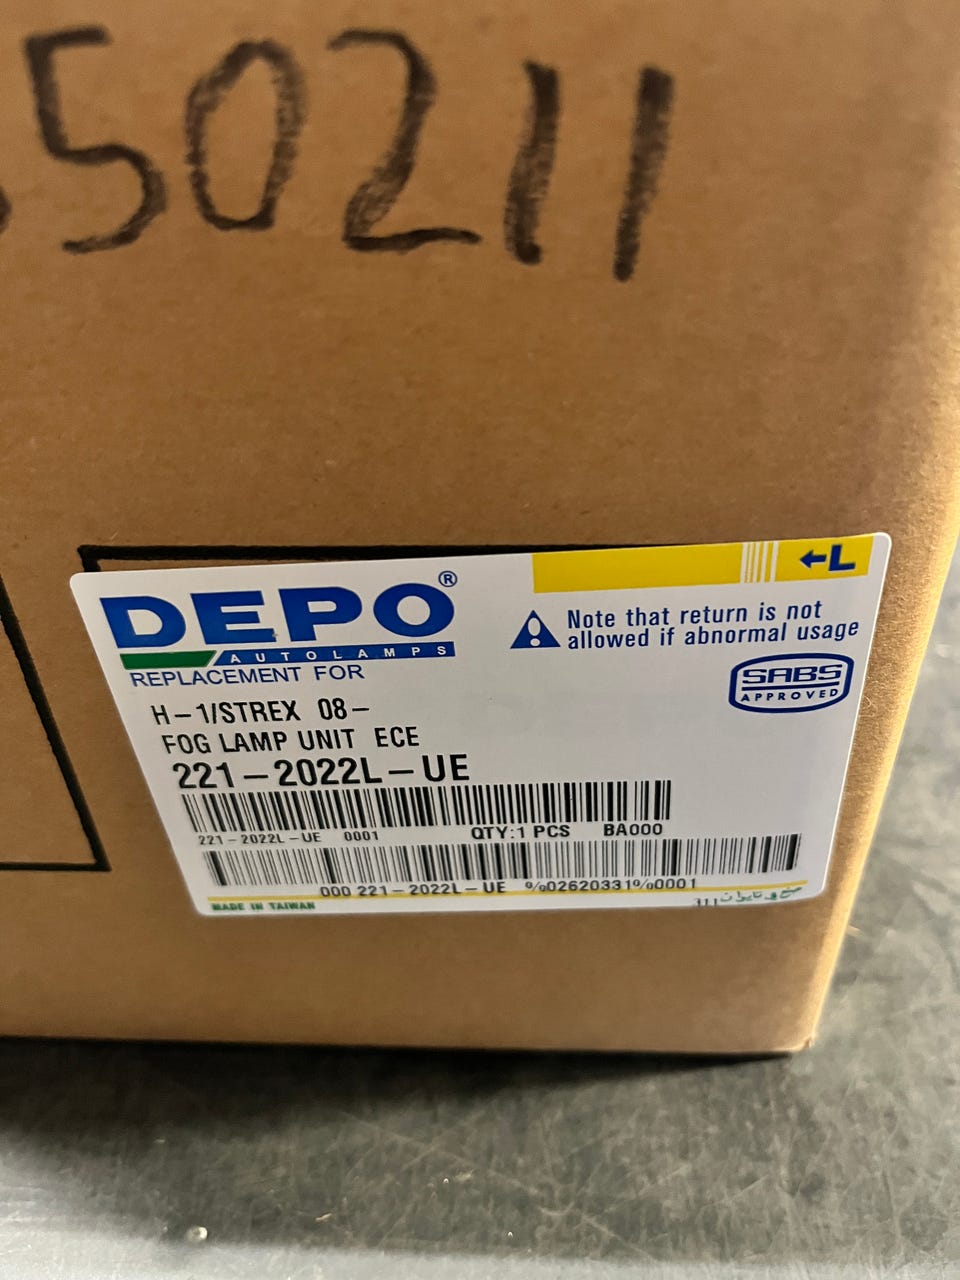 50211
DEPO®
AUTOLAMPS
REPLACEMENT FOR
L
Note that return is not
allowed if abnormal usage
SABS
APPROVED
H-1/STREX 08-
FOG LAMP UNIT ECE
221-2022L-UE
221-2022L-UE 0001 QTY:1 PCS BA000
000 221-2022L-UE %02620331%0001
MADE IN TAIWAN
311